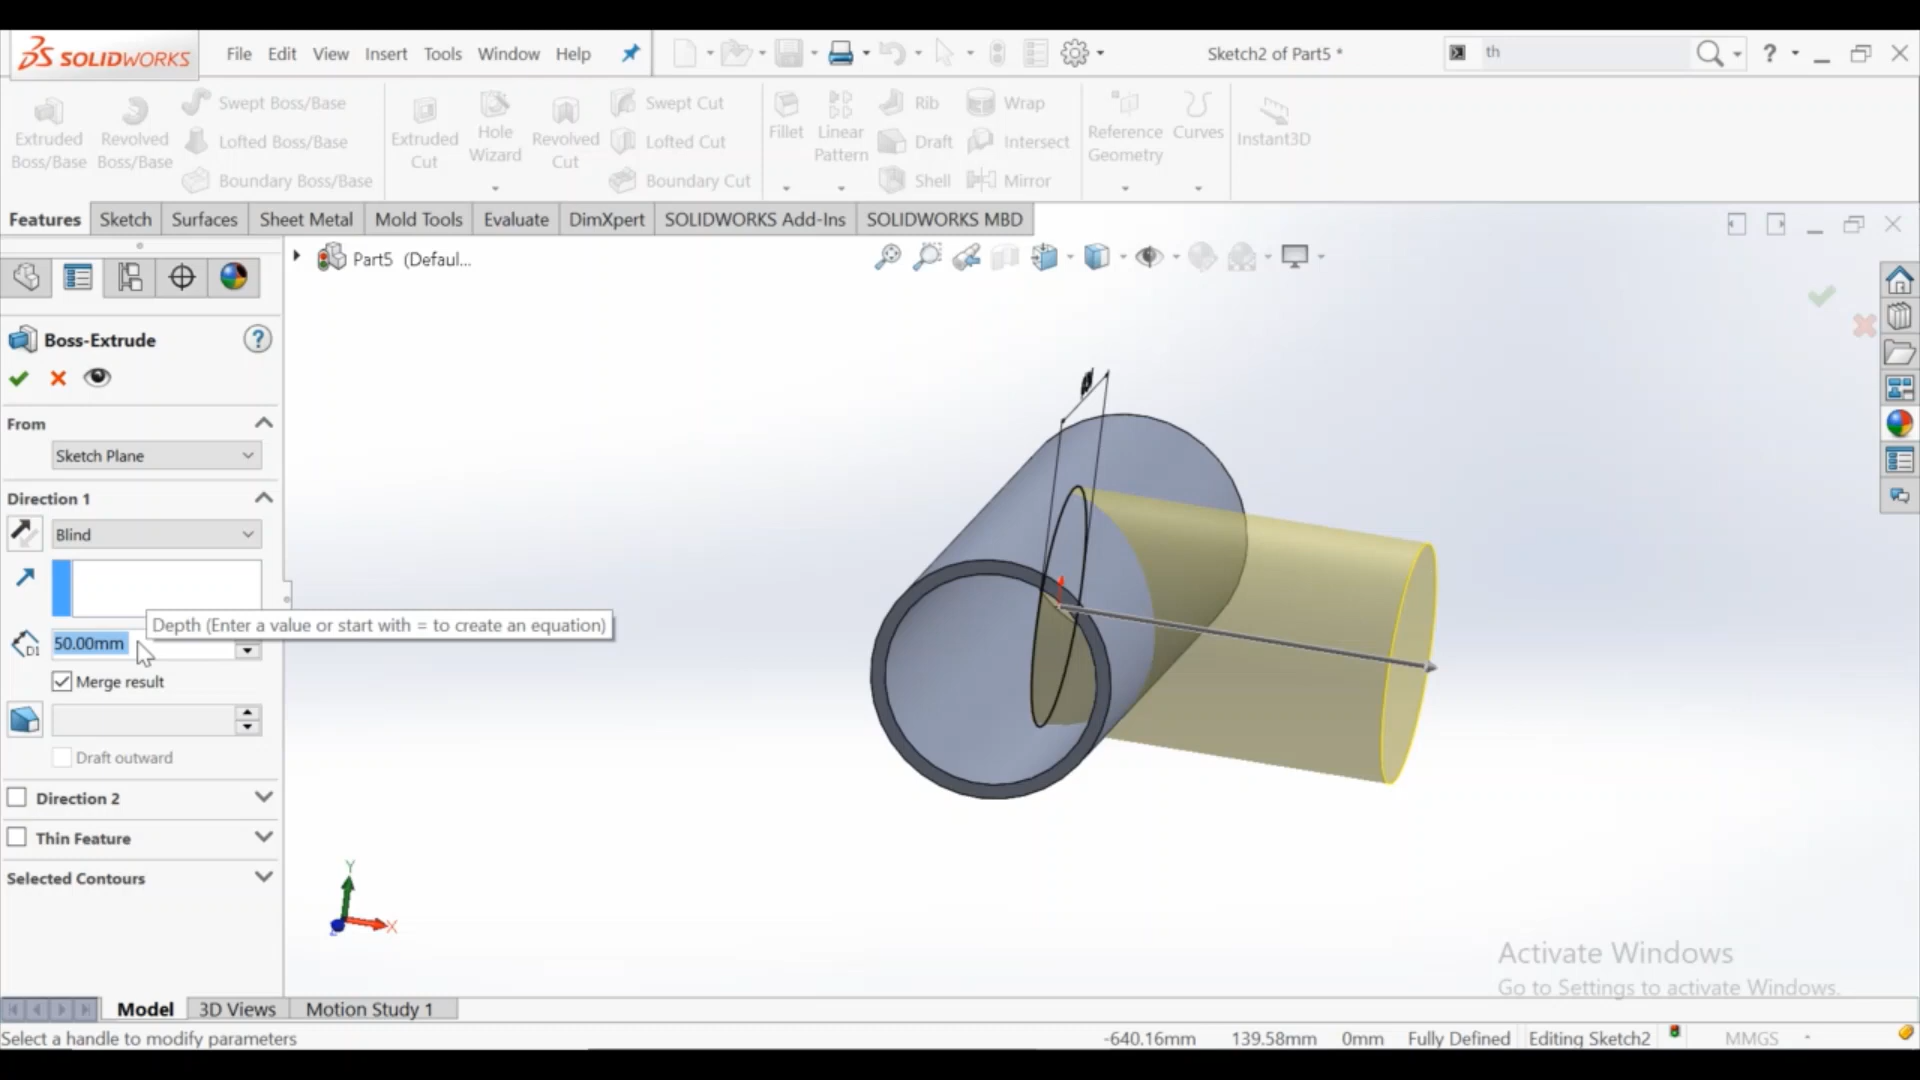 SOLIDWORKS File Edit View Insert Tools Window Help Sketch2 of Part5 * th ?
Extruded Boss/Base
Revolved Boss/Base
Swept Boss/Base
Lofted Boss/Base
Boundary Boss/Base
Extruded Cut
Hole Wizard
Revolved Cut
Swept Cut
Lofted Cut
Boundary Cut
Fillet
Linear Pattern
Rib
Draft
Shell
Wrap
Intersect
Mirror
Reference Geometry
Curves
Instant3D
Features Sketch Surfaces Sheet Metal Mold Tools Evaluate DimXpert SOLIDWORKS Add-Ins SOLIDWORKS MBD
Part5 (Defaul...
Boss-Extrude ?
From
Sketch Plane
Direction 1
Blind
Depth (Enter a value or start with = to create an equation)
D1 50.00mm
Merge result
Draft outward
Direction 2
Thin Feature
Selected Contours
Y
X
Z
Activate Windows
Go to Settings to activate Windows.
Model 3D Views Motion Study 1
Select a handle to modify parameters -640.16mm 139.58mm 0mm Fully Defined Editing Sketch2 MMGS -